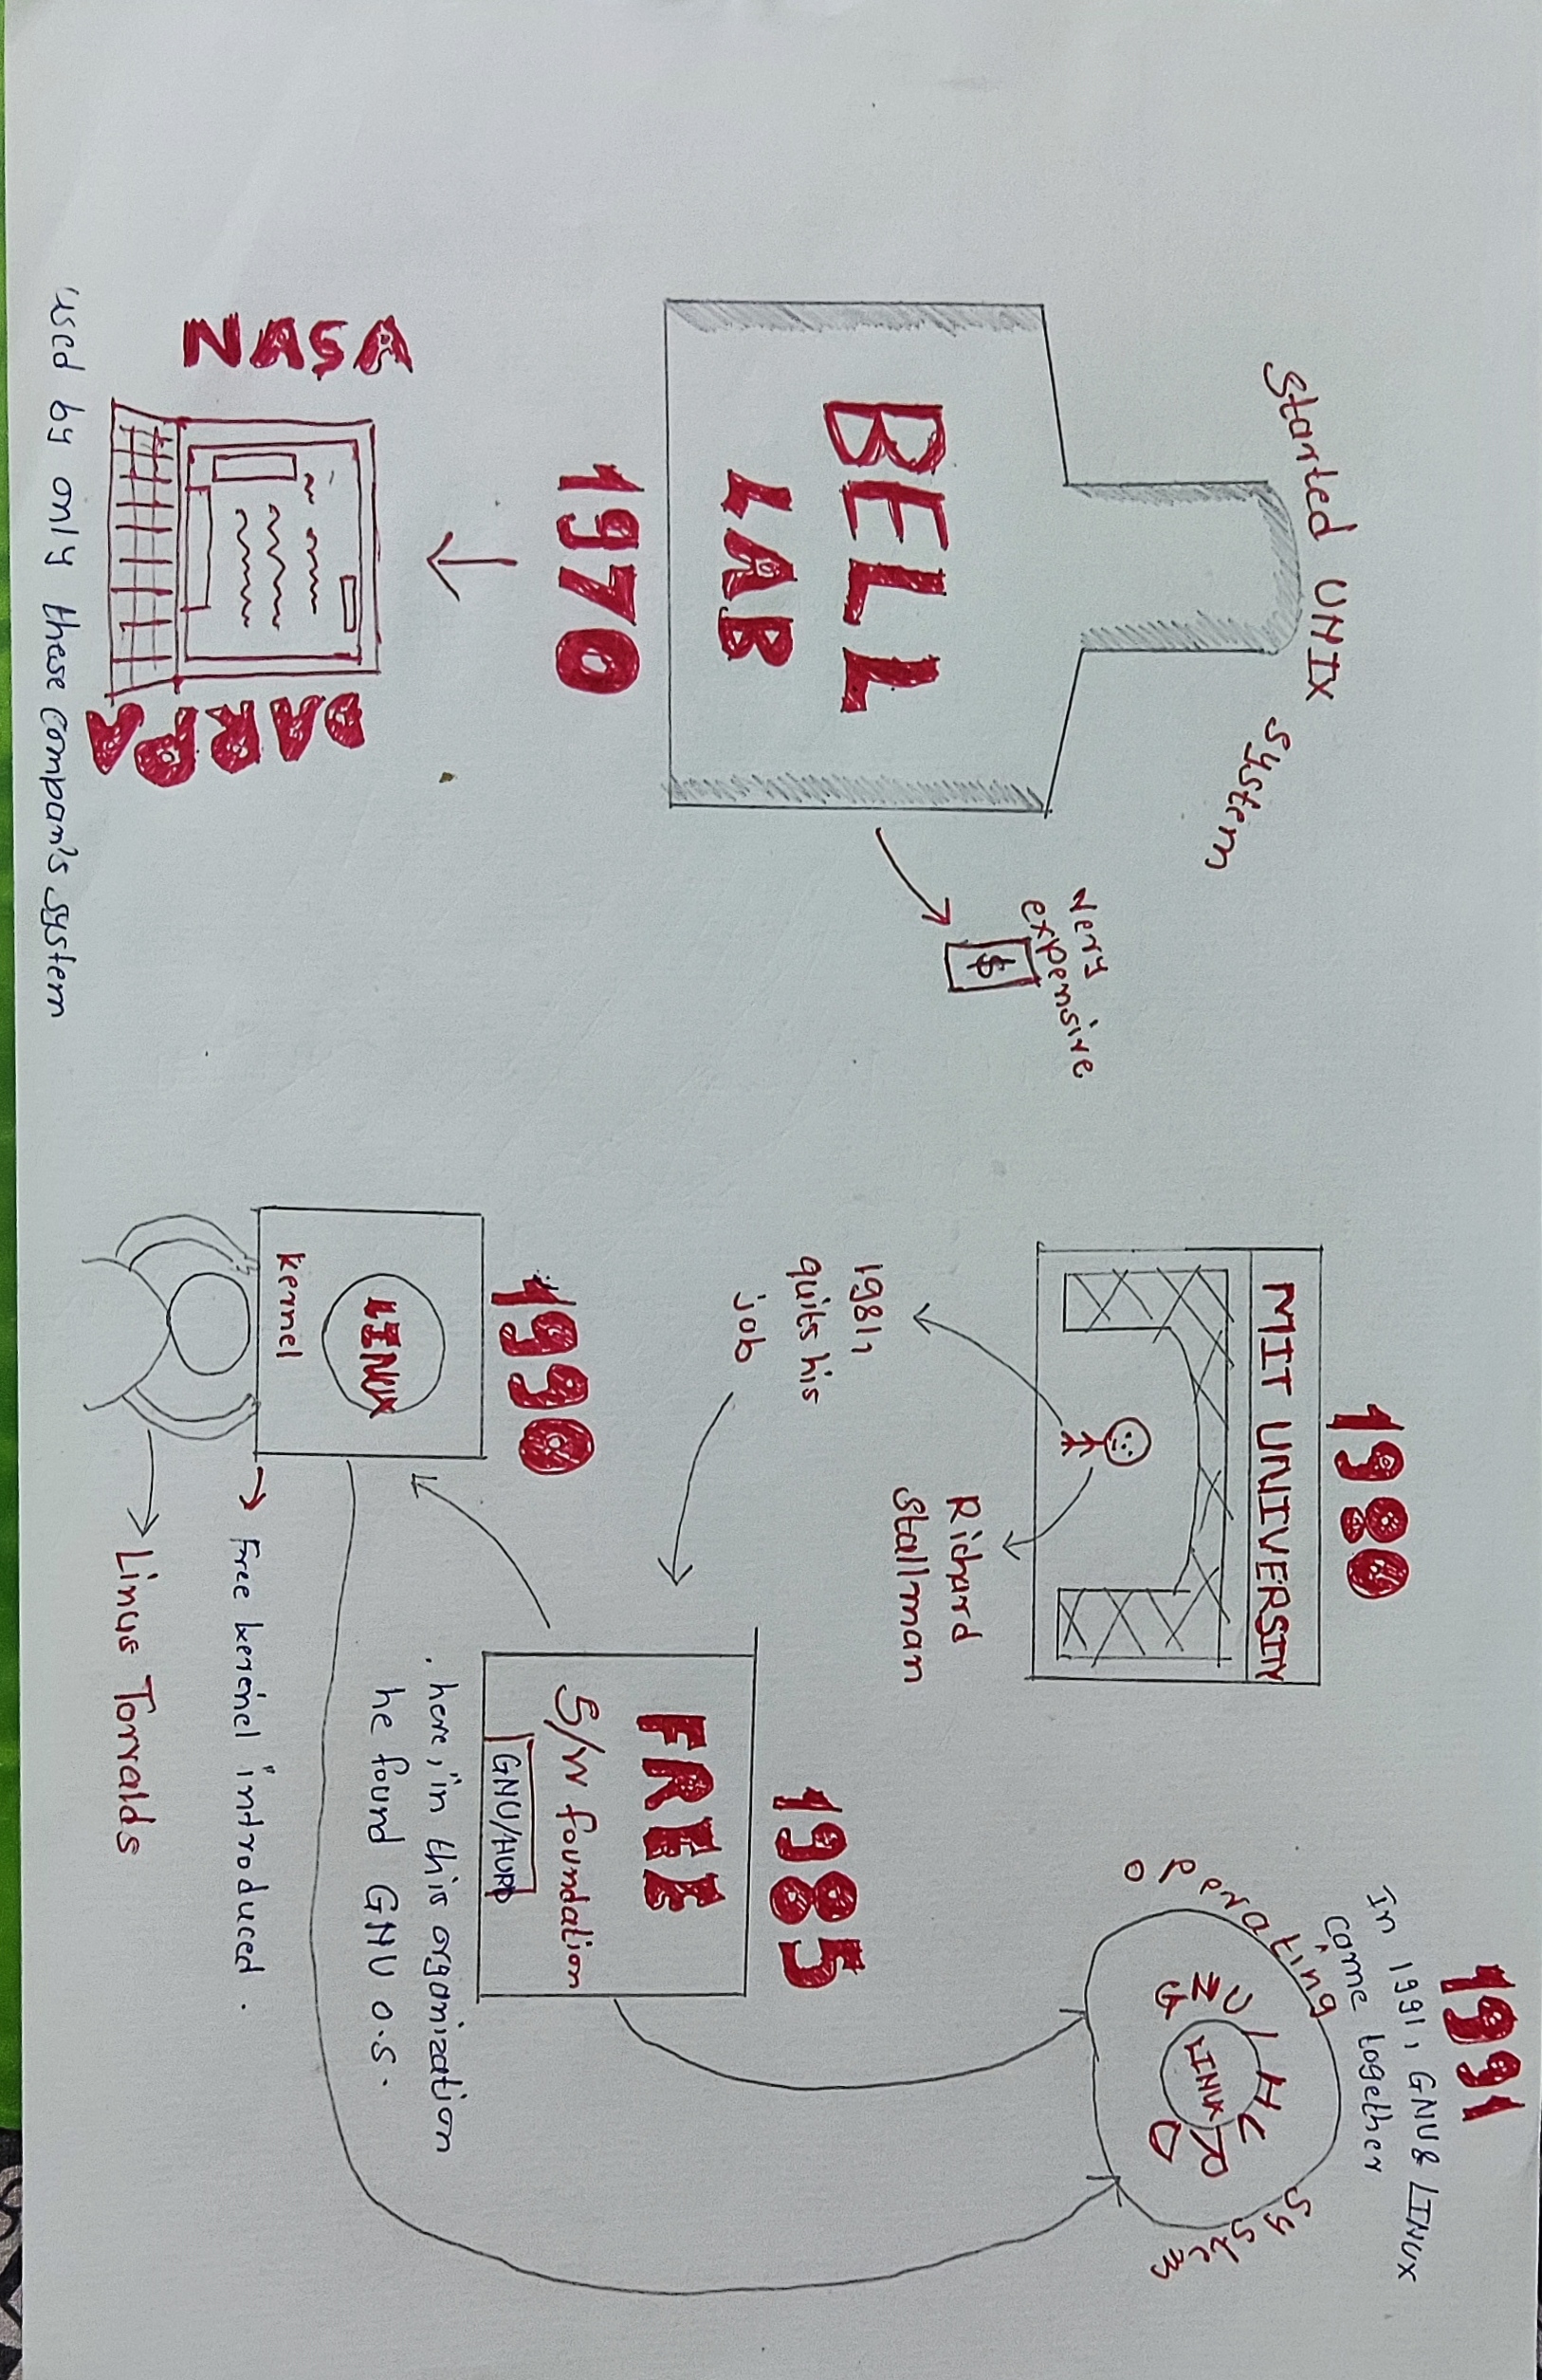 Started UNIX system
Very
expensive
$
BELL
LAB
1970
NASA
DARPA
used by only these compan's system
1980
MIT UNIVERSITY
Richard
Stallman
1981,
quits his
job
1985
FREE
S/W foundation
GNU/HURD
. here, in this organization
he found GNU O.S.
1990
LINUX
kernel
Free kernel introduced.
Linus Torvalds
1991
In 1991, GNU & LINUX
come together
operating system
GNU / HURD
LINUX